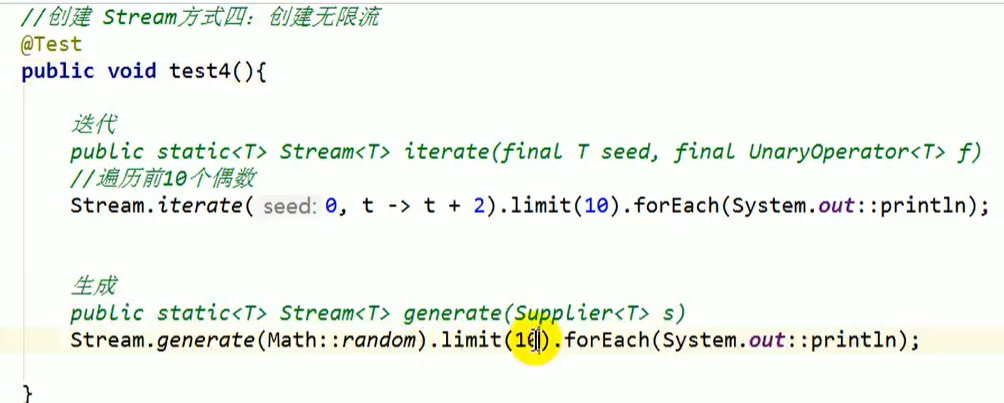 //创建 Stream方式四：创建无限流
@Test
public void test4(){
迭代
public static<T> Stream<T> iterate(final T seed, final UnaryOperator<T> f)
//遍历前10个偶数
Stream.iterate( seed: 0, t -> t + 2).limit(10).forEach(System.out::println);
生成
public static<T> Stream<T> generate(Supplier<T> s)
Stream.generate(Math::random).limit(10).forEach(System.out::println);
}